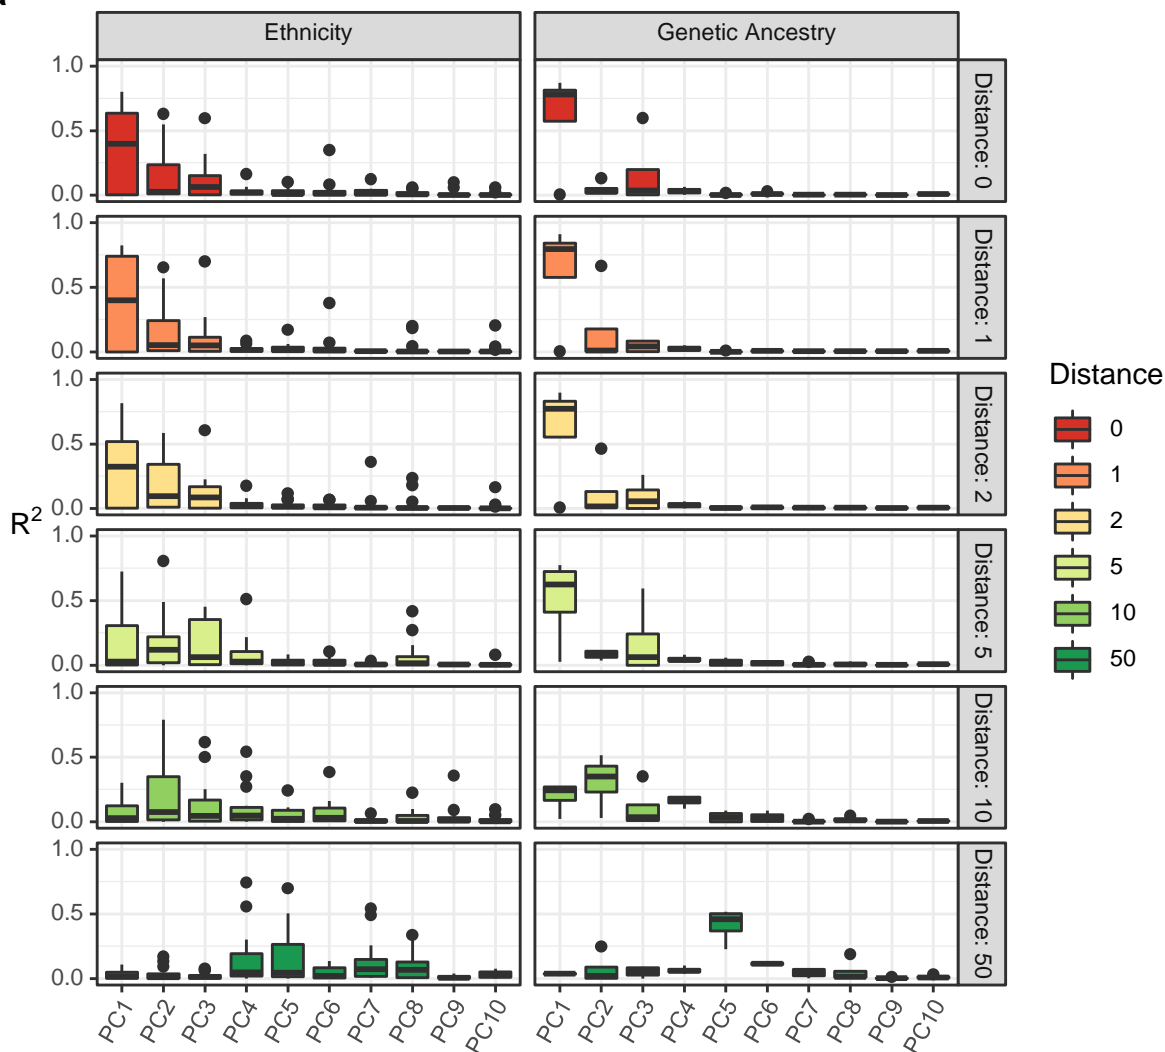 Ethnicity
Genetic Ancestry
1.0
0.5
0.0
Distance: 0
1.0
0.5
0.0
Distance: 1
1.0
0.5
0.0
Distance: 2
1.0
0.5
0.0
Distance: 5
1.0
0.5
0.0
Distance: 10
1.0
0.5
0.0
Distance: 50
R²
PC1 PC2 PC3 PC4 PC5 PC6 PC7 PC8 PC9 PC10
PC1 PC2 PC3 PC4 PC5 PC6 PC7 PC8 PC9 PC10
Distance
0
1
2
5
10
50